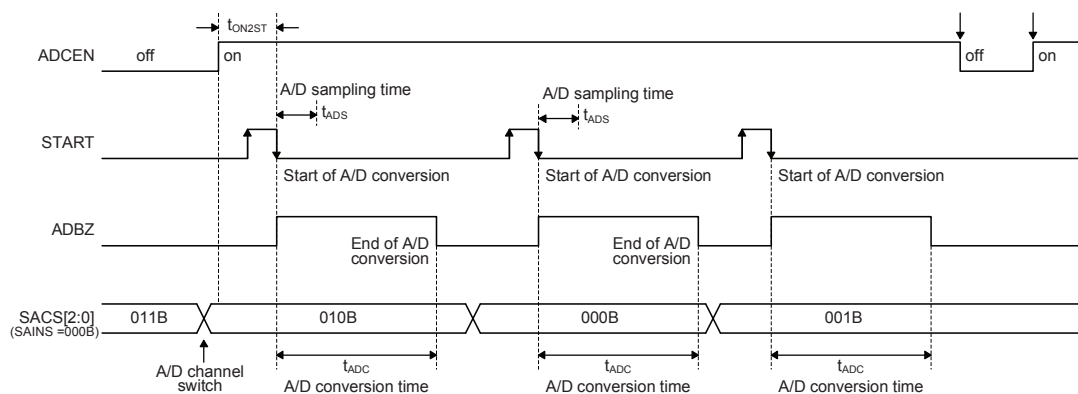 tON2ST
ADCEN
off
on
off
on
A/D sampling time
tADS
A/D sampling time
tADS
START
Start of A/D conversion
Start of A/D conversion
Start of A/D conversion
ADBZ
End of A/D
conversion
End of A/D
conversion
SACS[2:0]
(SAINS =000B)
011B
010B
000B
001B
A/D channel
switch
tADC
A/D conversion time
tADC
A/D conversion time
tADC
A/D conversion time